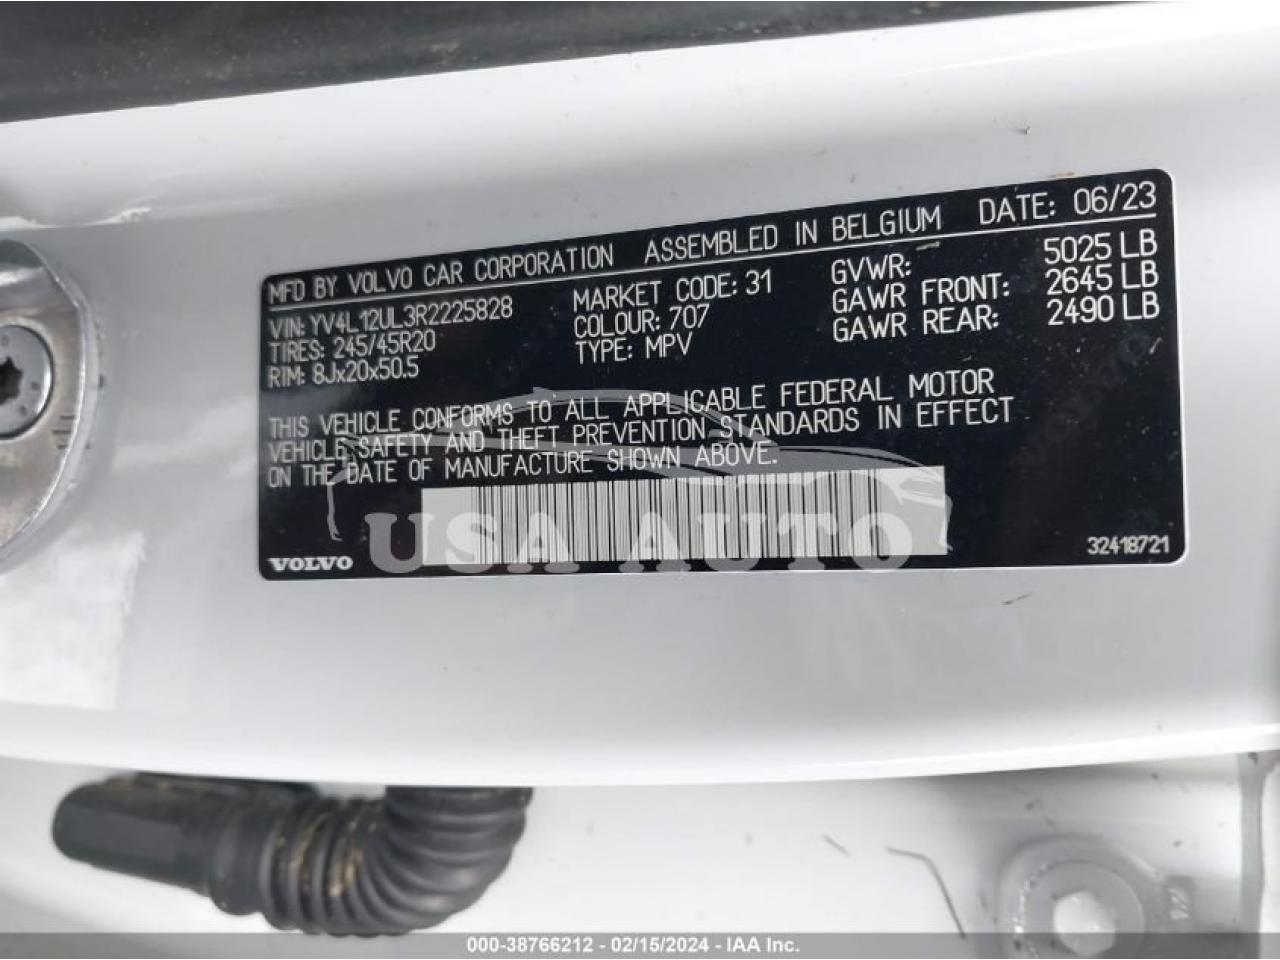 MFD BY VOLVO CAR CORPORATION ASSEMBLED IN BELGIUM DATE: 06/23
VIN: YV4L12UL3R2225828 MARKET CODE: 31 GVWR: 5025 LB
TIRES: 245/45R20 COLOUR: 707 GAWR FRONT: 2645 LB
RIM: 8Jx20x50.5 TYPE: MPV GAWR REAR: 2490 LB
THIS VEHICLE CONFORMS TO ALL APPLICABLE FEDERAL MOTOR
VEHICLE SAFETY AND THEFT PREVENTION STANDARDS IN EFFECT
ON THE DATE OF MANUFACTURE SHOWN ABOVE.
USA AUTO
VOLVO 32418721
000-38766212 - 02/15/2024 - IAA Inc.